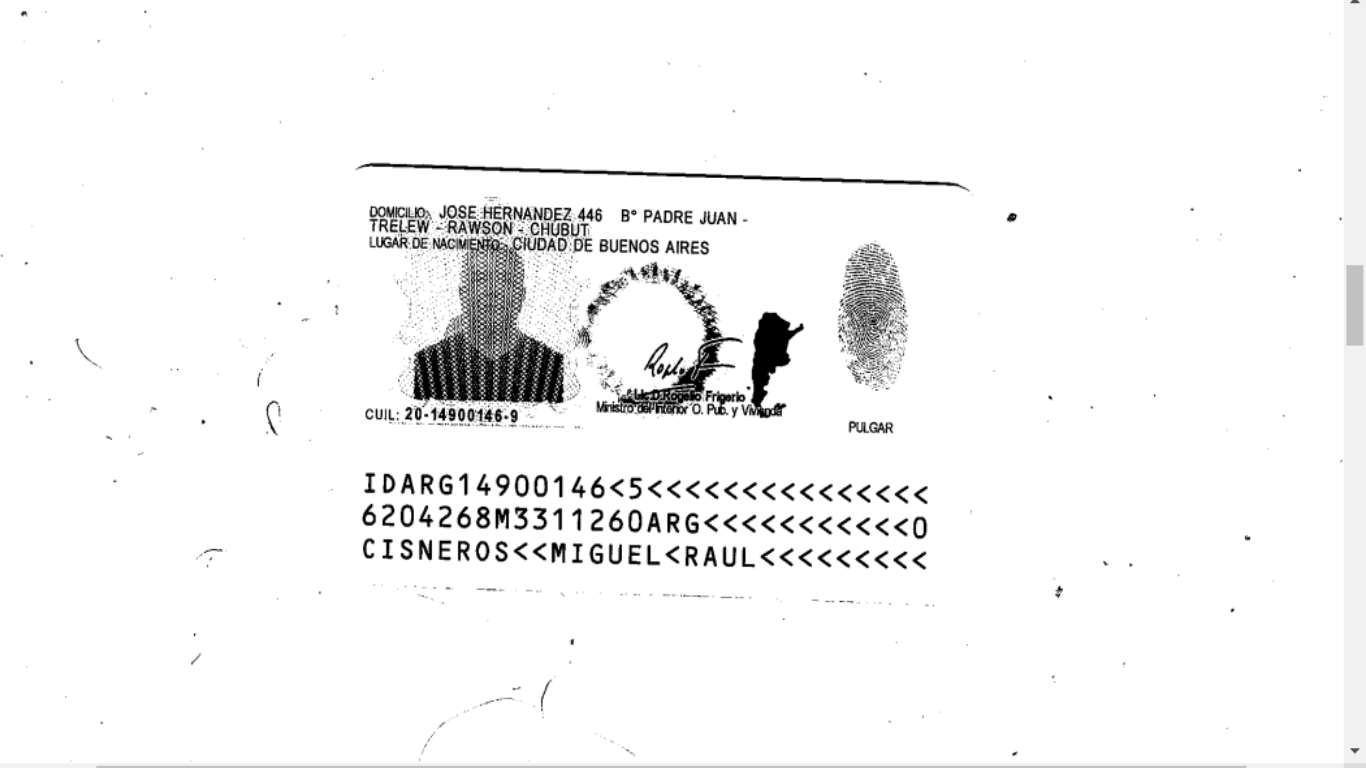 DOMICILIO: JOSE HERNANDEZ 446 B° PADRE JUAN -
TRELEW - RAWSON - CHUBUT
LUGAR DE NACIMIENTO: CIUDAD DE BUENOS AIRES
Lic. D. Rogelio Frigerio
Ministro del Interior O. Pub. y Vivienda
CUIL: 20-14900146-9
PULGAR
IDARG14900146<5<<<<<<<<<<<<<<<
6204268M3311260ARG<<<<<<<<<<<0
CISNEROS<<MIGUEL<RAUL<<<<<<<<<